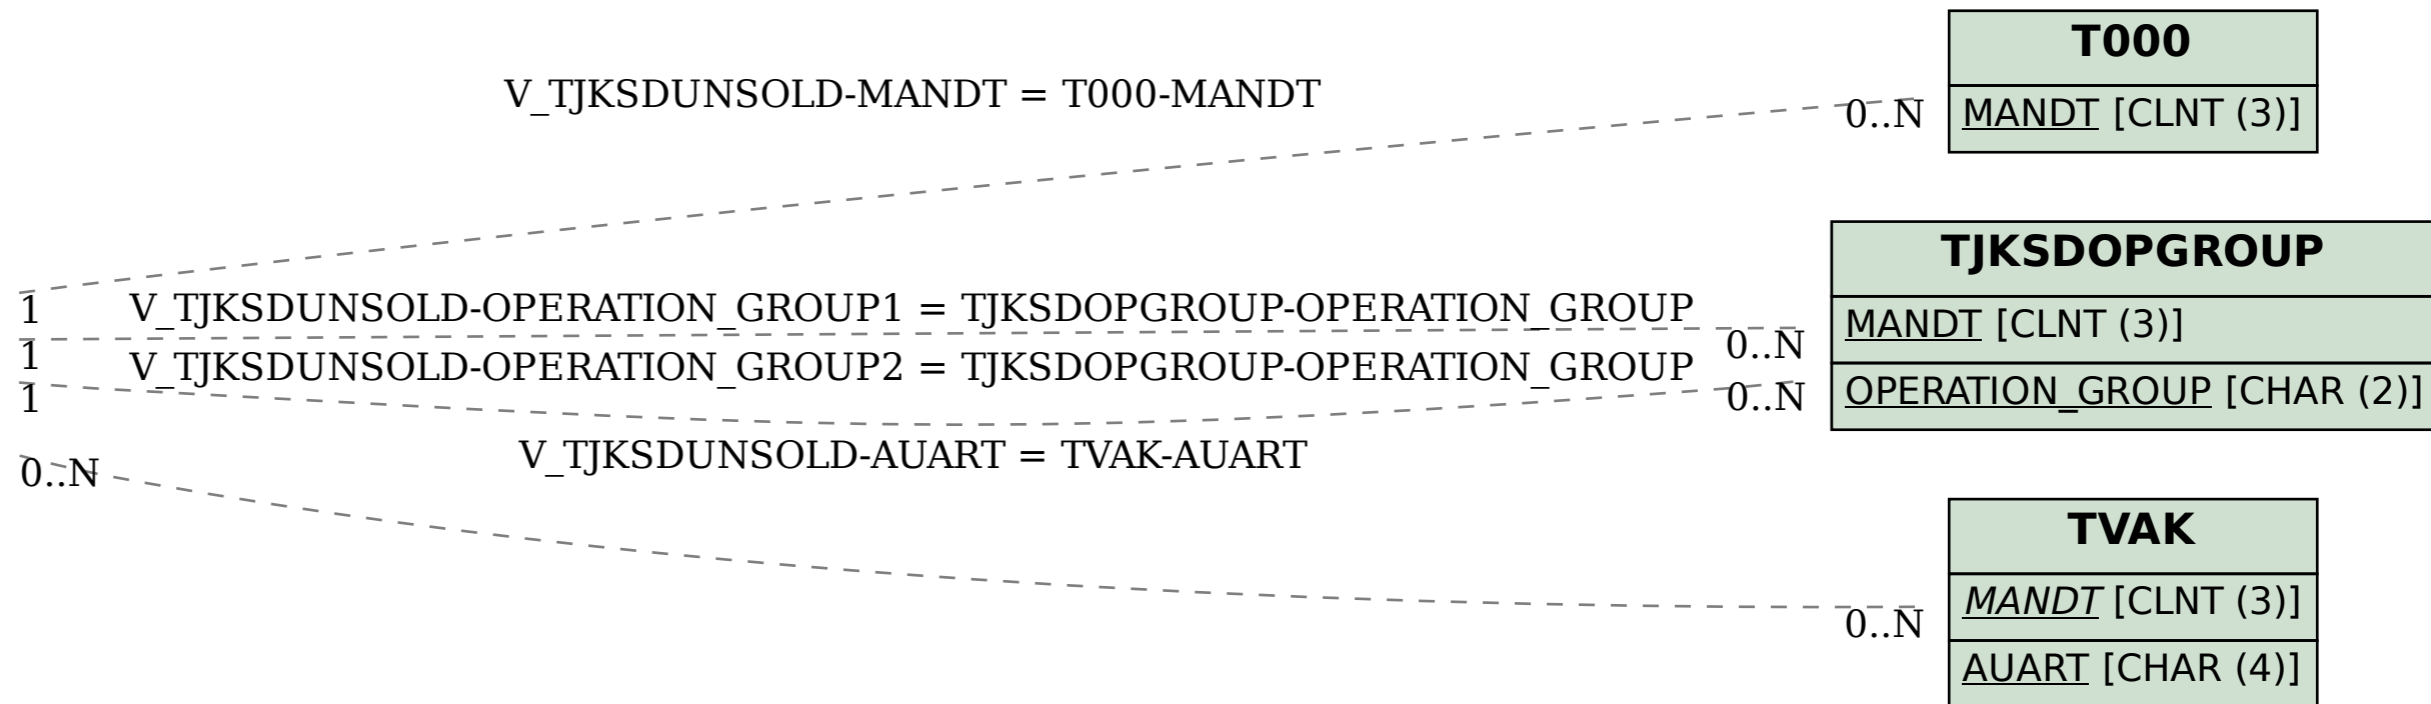 T000
MANDT [CLNT (3)]
V_TJKSDUNSOLD-MANDT = T000-MANDT
0..N
TJKSDOPGROUP
MANDT [CLNT (3)]
OPERATION_GROUP [CHAR (2)]
1
V_TJKSDUNSOLD-OPERATION_GROUP1 = TJKSDOPGROUP-OPERATION_GROUP
0..N
1
V_TJKSDUNSOLD-OPERATION_GROUP2 = TJKSDOPGROUP-OPERATION_GROUP
0..N
1
V_TJKSDUNSOLD-AUART = TVAK-AUART
0..N
0..N
TVAK
MANDT [CLNT (3)]
AUART [CHAR (4)]